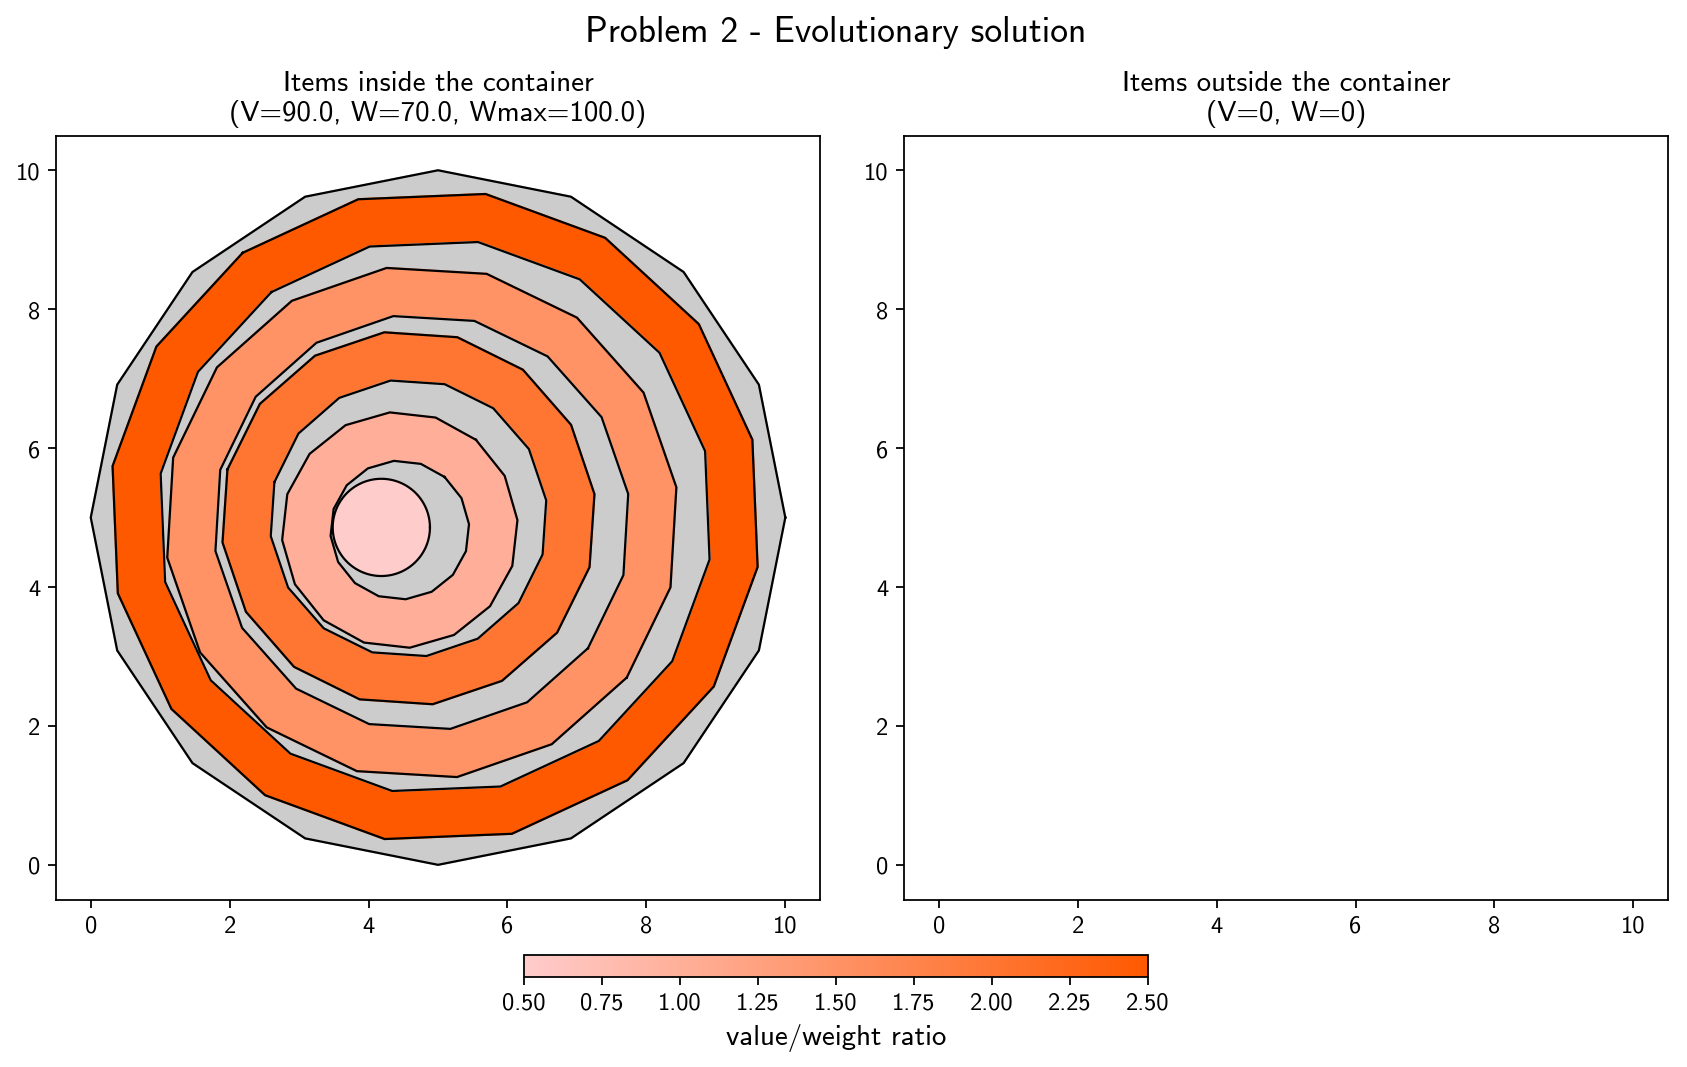 Problem 2 - Evolutionary solution
Items inside the container
(V=90.0, W=70.0, Wmax=100.0)
Items outside the container
(V=0, W=0)
10
8
6
4
2
0
0 2 4 6 8 10
10
8
6
4
2
0
0 2 4 6 8 10
0.50 0.75 1.00 1.25 1.50 1.75 2.00 2.25 2.50
value/weight ratio